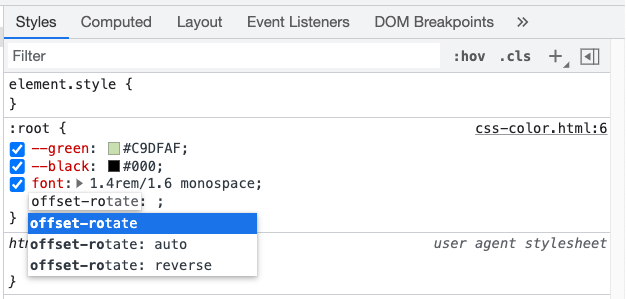 Styles Computed Layout Event Listeners DOM Breakpoints »
Filter :hov .cls +
element.style {
}
:root { css-color.html:6
--green: #C9DFAF;
--black: #000;
font: 1.4rem/1.6 monospace;
offset-rotate: ;
} offset-rotate
offset-rotate: auto
ht user agent stylesheet
offset-rotate: reverse
}